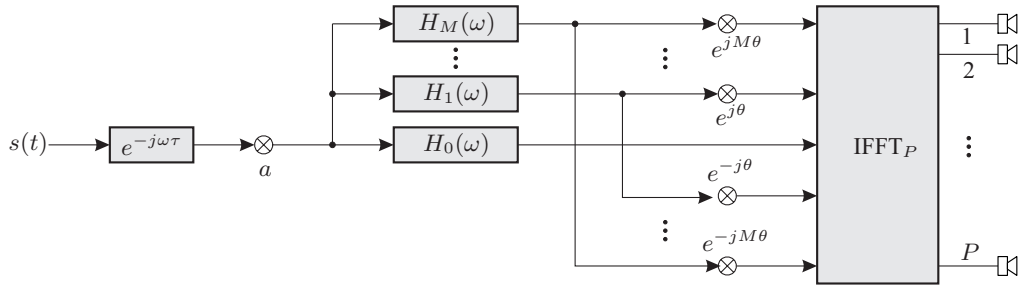 H_M(ω)
⋮
H_1(ω)
H_0(ω)
s(t)
e^{-jωτ}
a
e^{jMθ}
⋮
e^{jθ}
e^{-jθ}
⋮
e^{-jMθ}
IFFT_P
1
2
⋮
P